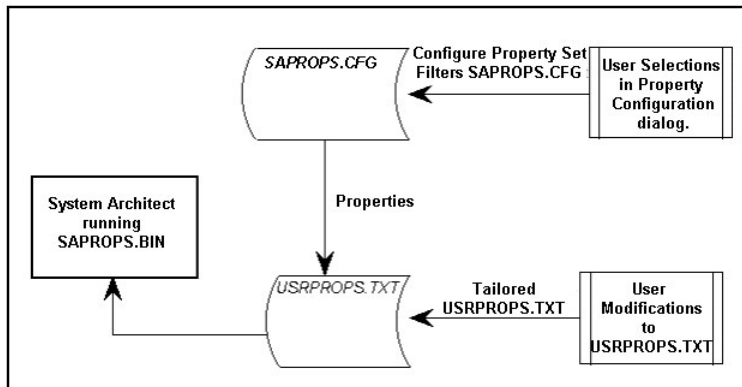 SAPROPS.CFG
Configure Property Set
Filters SAPROPS.CFG
User Selections
in Property
Configuration
dialog.
System Architect
running
SAPROPS.BIN
Properties
USRPROPS.TXT
Tailored
USRPROPS.TXT
User
Modifications
to
USRPROPS.TXT